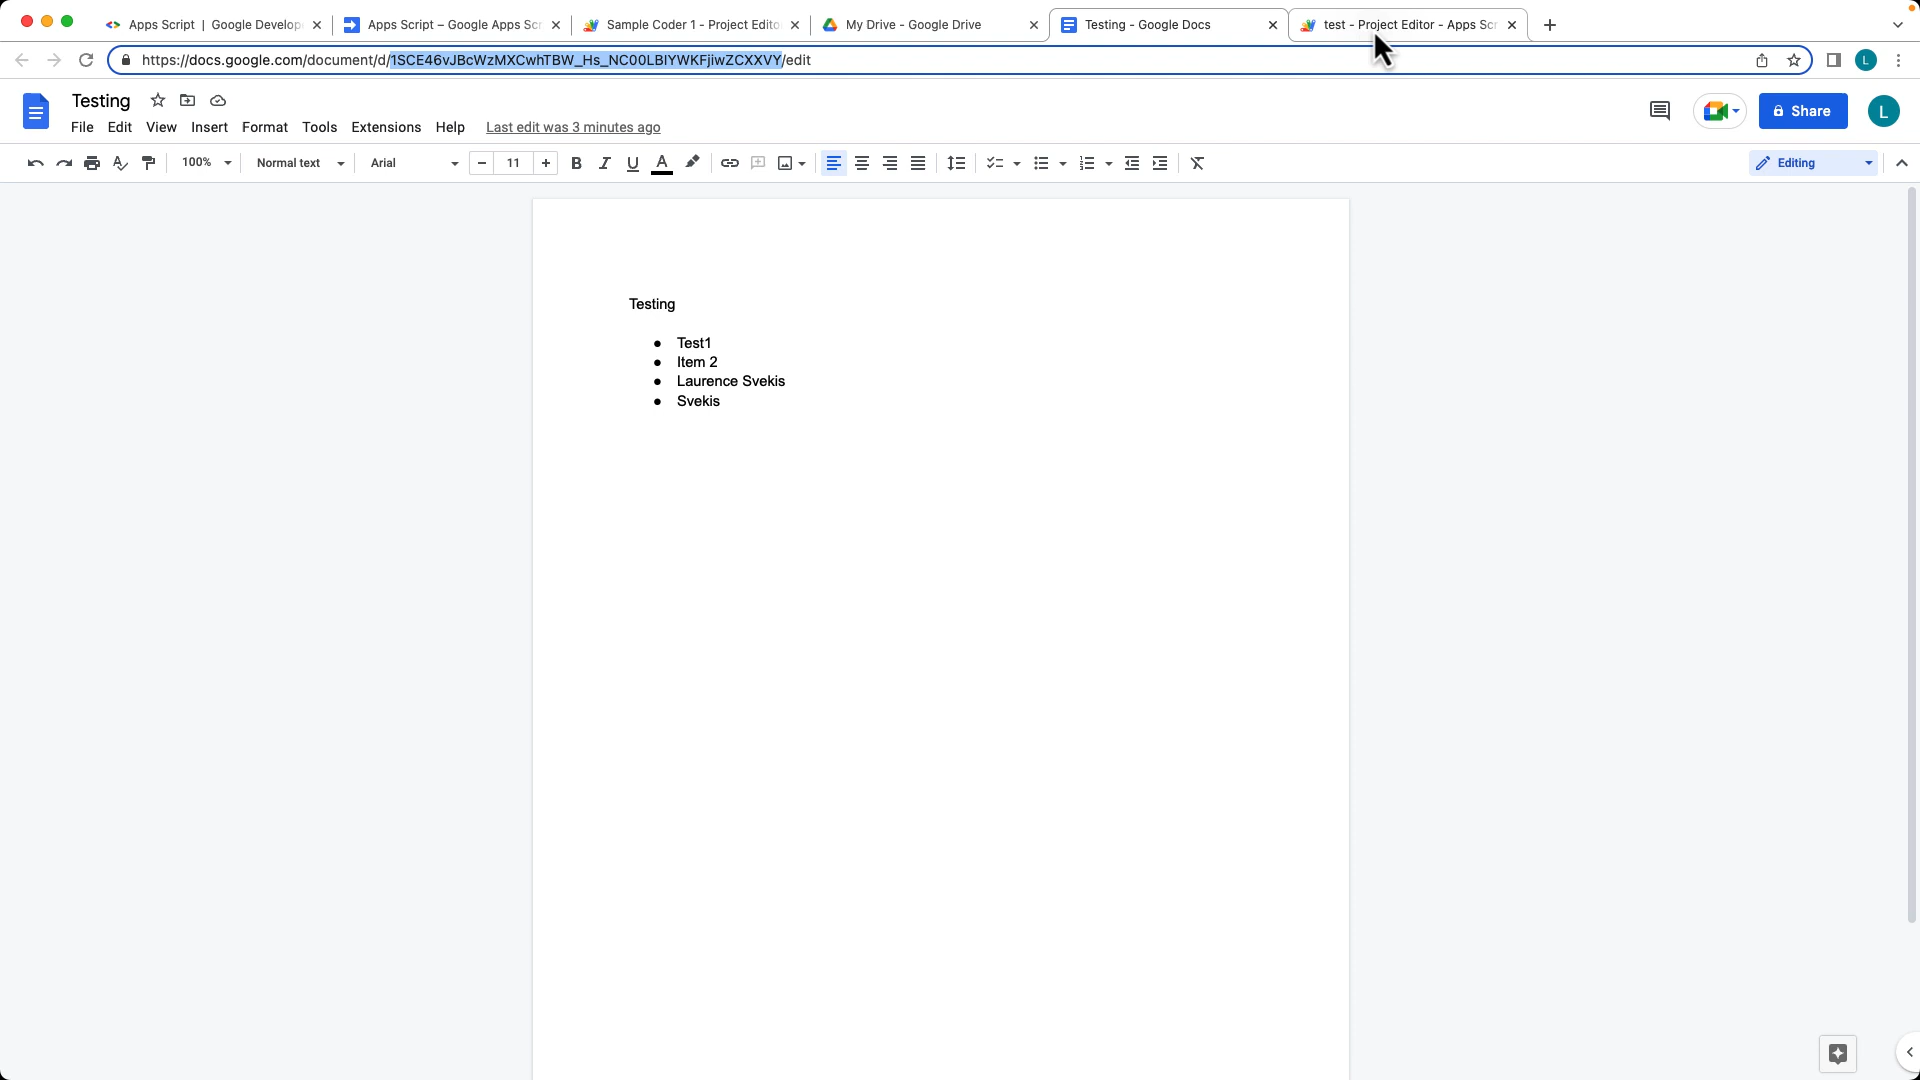 Apps Script | Google Develop
Apps Script – Google Apps Scr
Sample Coder 1 - Project Edito
My Drive - Google Drive
Testing - Google Docs
test - Project Editor - Apps Scr
https://docs.google.com/document/d/1SCE46vJBcWzMXCwhTBW_Hs_NC00LBIYWKFjiwZCXXVY/edit
L
Testing
File Edit View Insert Format Tools Extensions Help Last edit was 3 minutes ago
Share
L
100% Normal text Arial 11 B I U A
Editing
Testing
● Test1
● Item 2
● Laurence Svekis
● Svekis